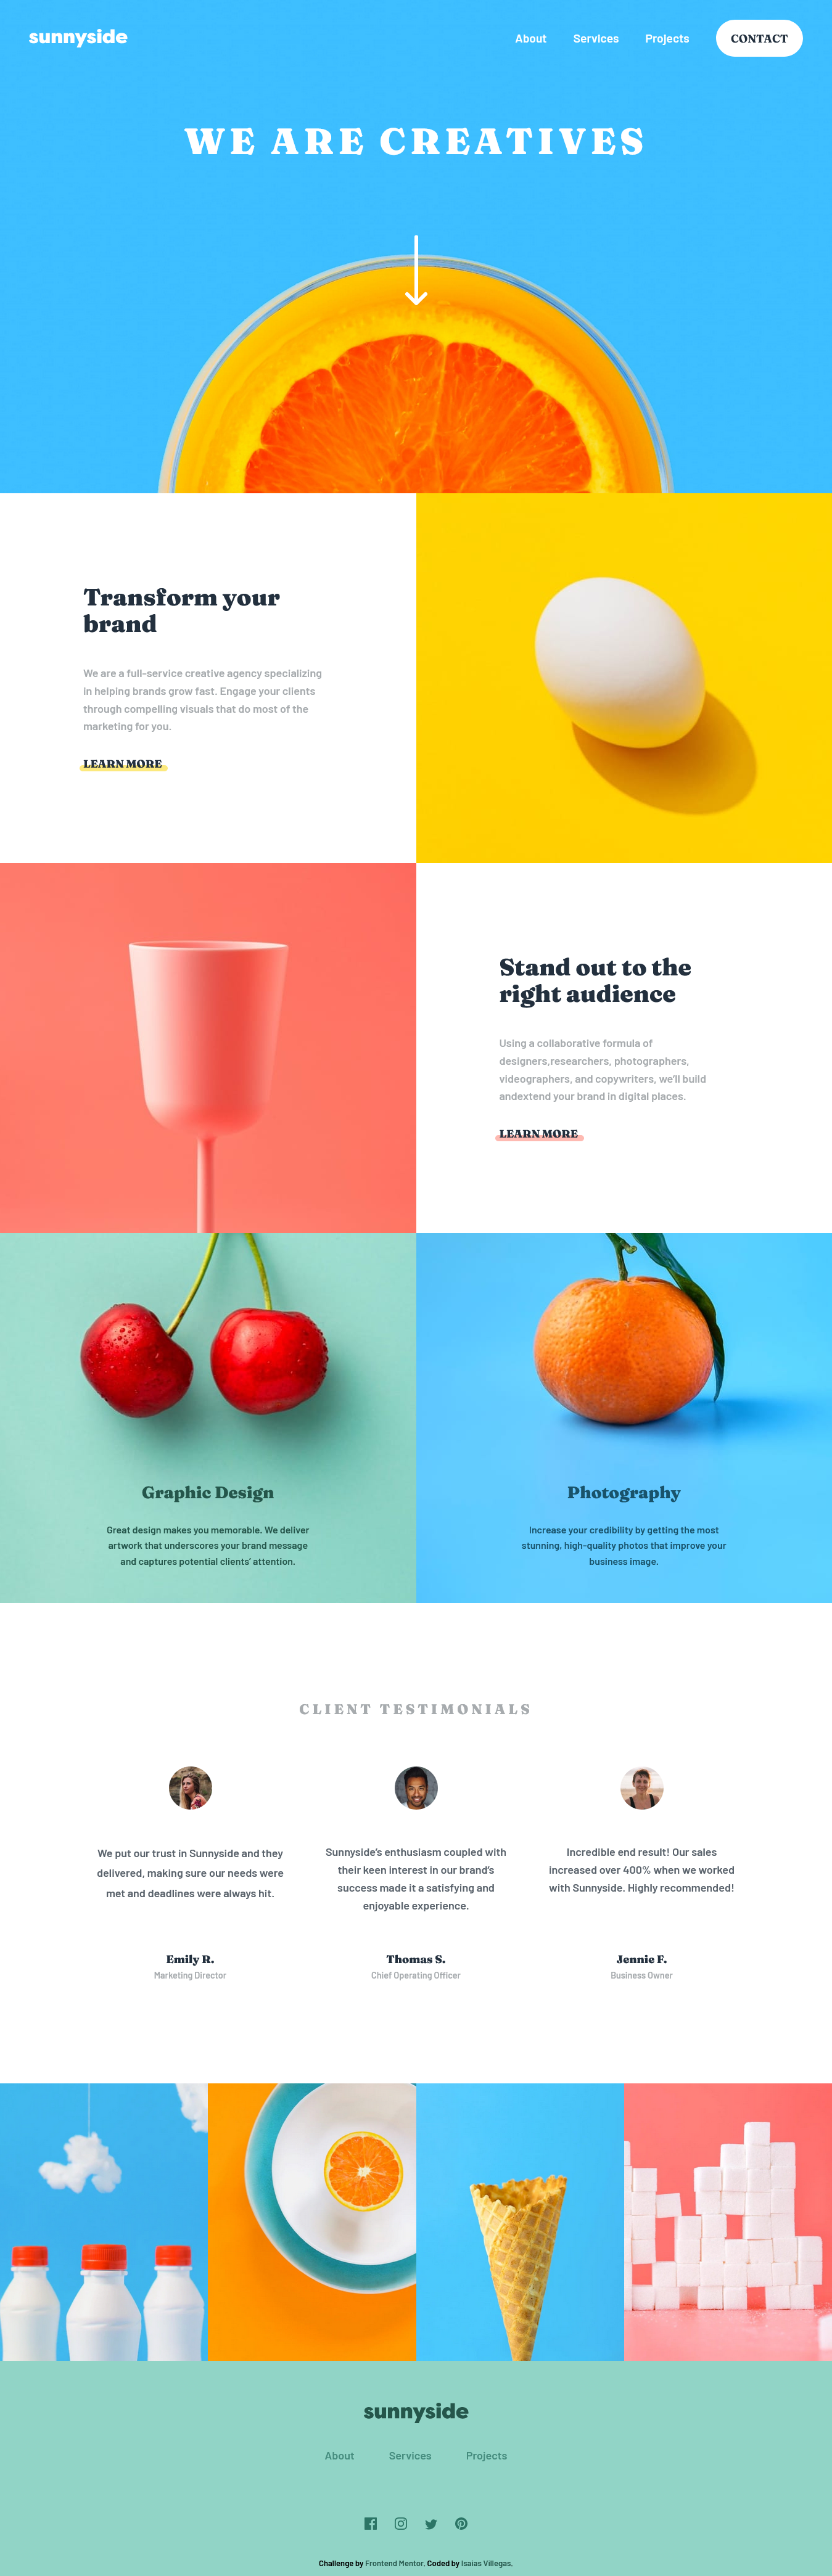 sunnyside
About Services Projects CONTACT
WE ARE CREATIVES
Transform your
brand
We are a full-service creative agency specializing
in helping brands grow fast. Engage your clients
through compelling visuals that do most of the
marketing for you.
LEARN MORE
Stand out to the
right audience
Using a collaborative formula of
designers,researchers, photographers,
videographers, and copywriters, we'll build
andextend your brand in digital places.
LEARN MORE
Graphic Design
Great design makes you memorable. We deliver
artwork that underscores your brand message
and captures potential clients' attention.
Photography
Increase your credibility by getting the most
stunning, high-quality photos that improve your
business image.
CLIENT TESTIMONIALS
We put our trust in Sunnyside and they
delivered, making sure our needs were
met and deadlines were always hit.
Emily R.
Marketing Director
Sunnyside's enthusiasm coupled with
their keen interest in our brand's
success made it a satisfying and
enjoyable experience.
Thomas S.
Chief Operating Officer
Incredible end result! Our sales
increased over 400% when we worked
with Sunnyside. Highly recommended!
Jennie F.
Business Owner
sunnyside
About Services Projects
Challenge by Frontend Mentor. Coded by Isaias Villegas.